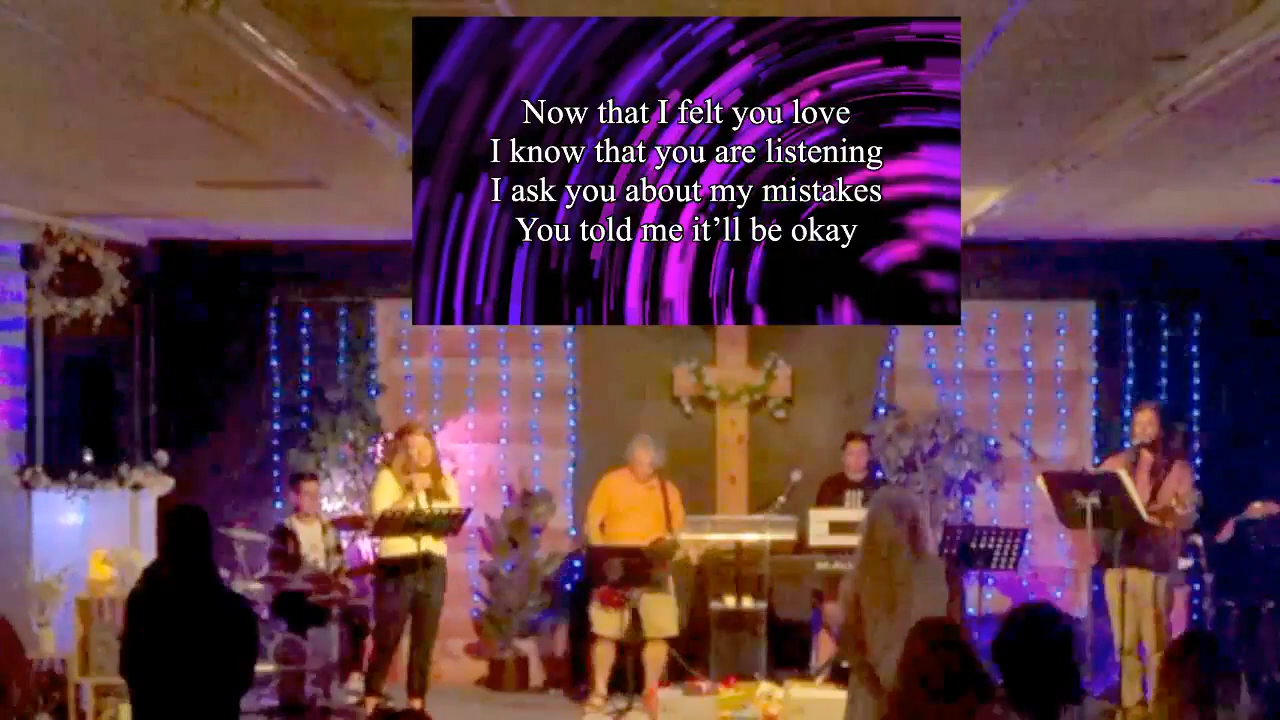 Now that I felt you love
I know that you are listening
I ask you about my mistakes
You told me it’ll be okay